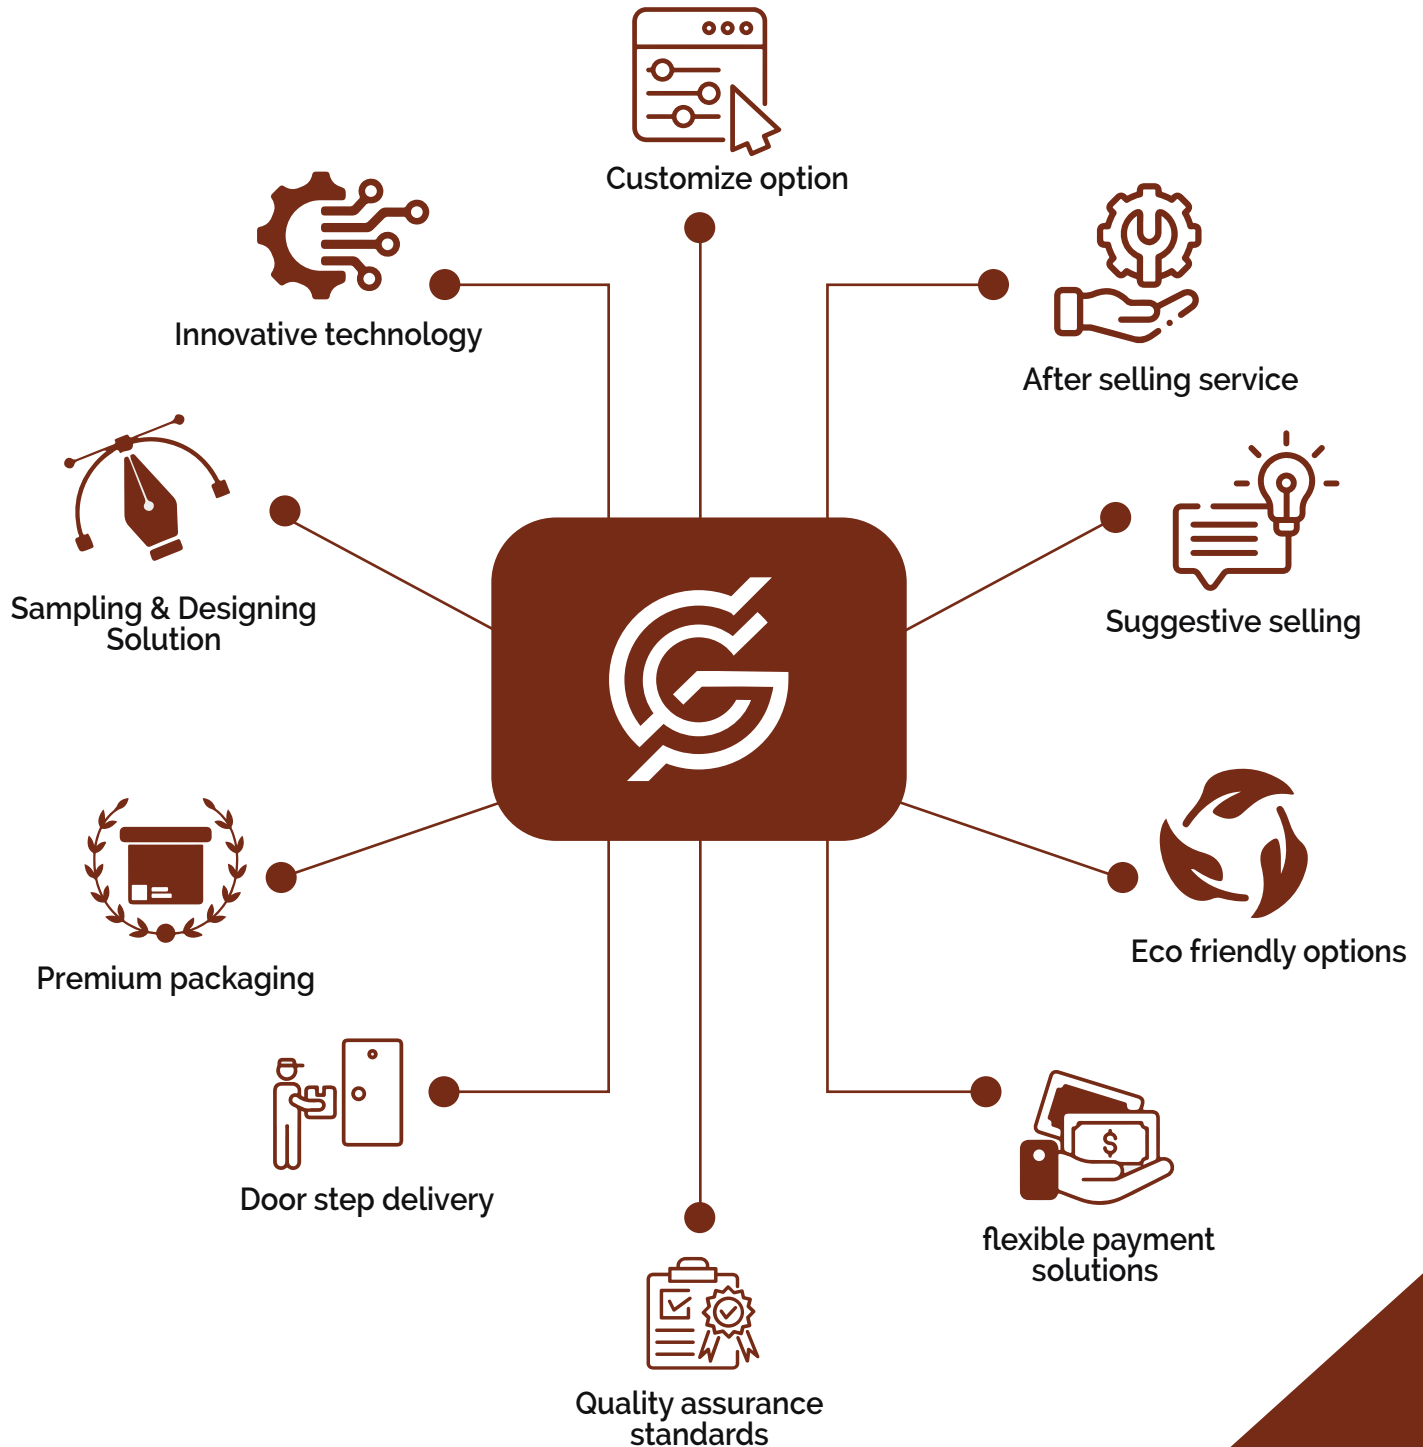 Customize option
Innovative technology
After selling service
Sampling & Designing
Solution
Suggestive selling
Premium packaging
Eco friendly options
Door step delivery
$
flexible payment
solutions
Quality assurance
standards